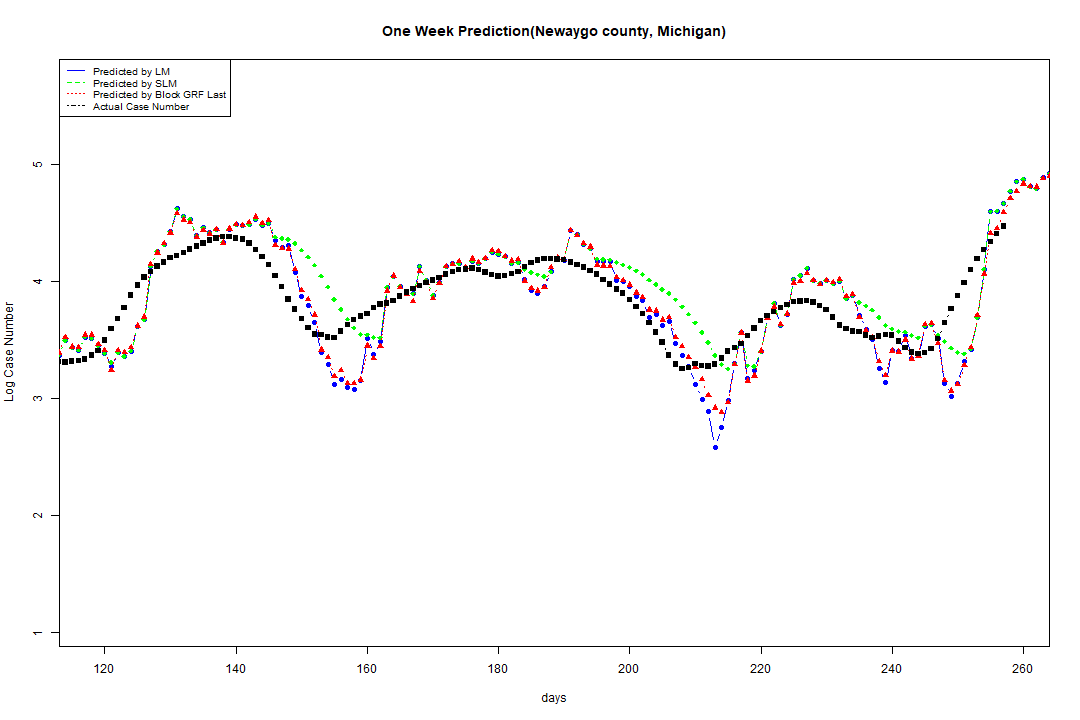 One Week Prediction(Newaygo county, Michigan)
Predicted by LM
Predicted by SLM
Predicted by Block GRF Last
Actual Case Number
5
4
3
2
1
Log Case Number
120 140 160 180 200 220 240 260
days